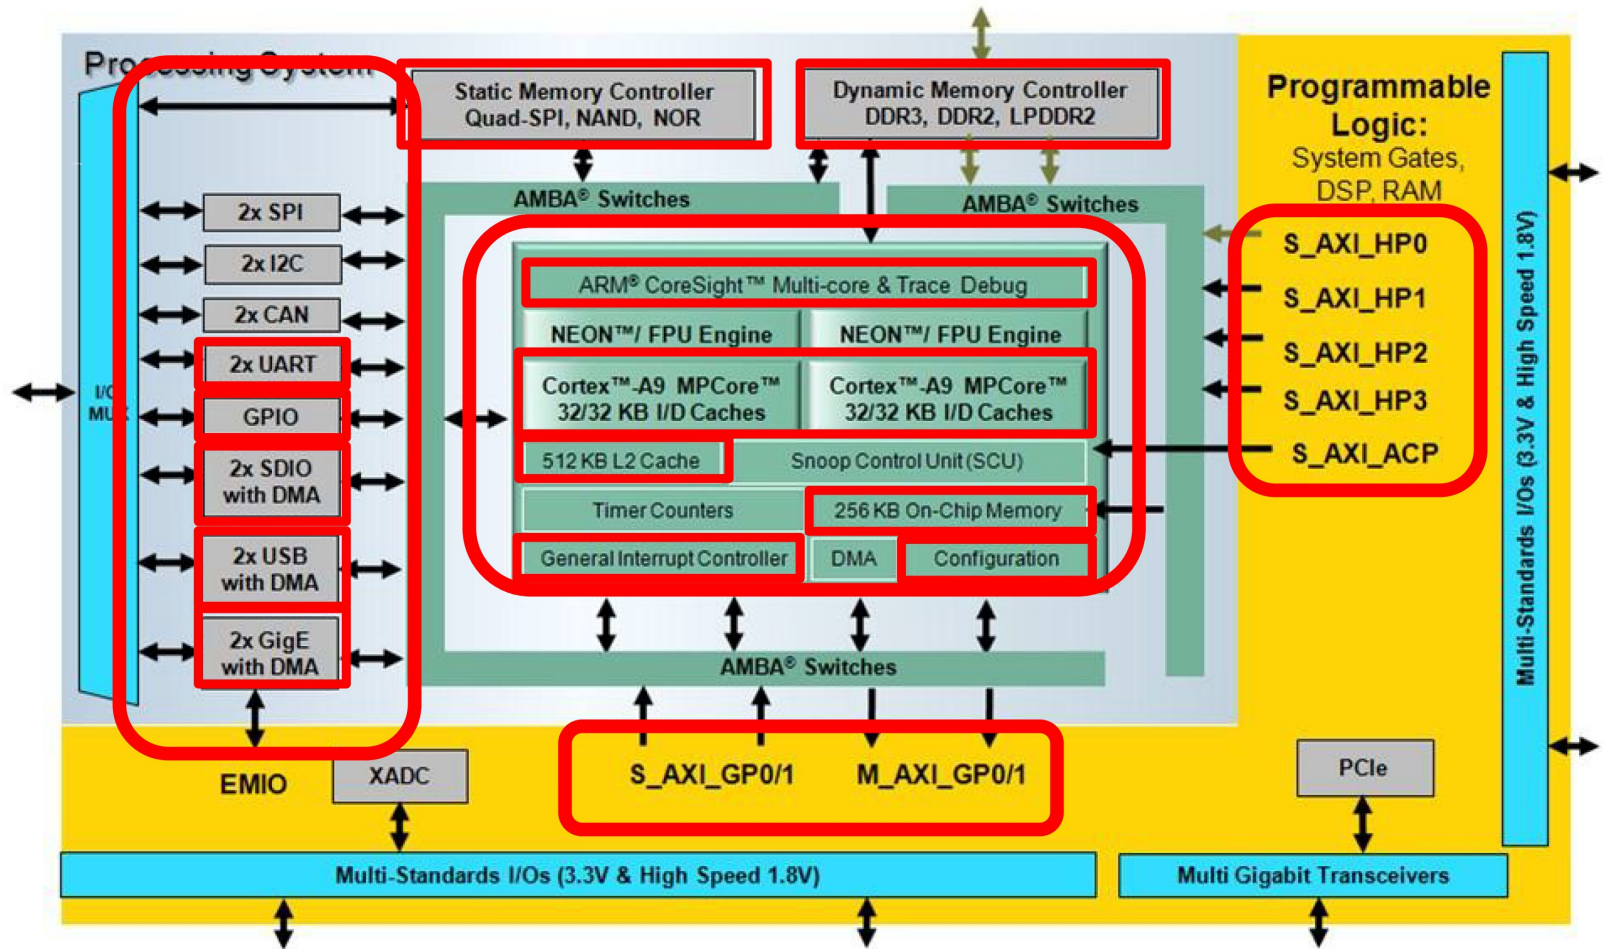 Processing System
Static Memory Controller
Quad-SPI, NAND, NOR
Dynamic Memory Controller
DDR3, DDR2, LPDDR2
Programmable
Logic:
System Gates,
DSP, RAM
AMBA® Switches
AMBA® Switches
2x SPI
2x I2C
2x CAN
2x UART
GPIO
2x SDIO
with DMA
2x USB
with DMA
2x GigE
with DMA
I/O
MUX
ARM® CoreSight™ Multi-core & Trace Debug
NEON™/ FPU Engine
NEON™/ FPU Engine
Cortex™-A9 MPCore™
32/32 KB I/D Caches
Cortex™-A9 MPCore™
32/32 KB I/D Caches
512 KB L2 Cache
Snoop Control Unit (SCU)
Timer Counters
256 KB On-Chip Memory
General Interrupt Controller
DMA
Configuration
AMBA® Switches
S_AXI_HP0
S_AXI_HP1
S_AXI_HP2
S_AXI_HP3
S_AXI_ACP
Multi-Standards I/Os (3.3V & High Speed 1.8V)
EMIO
XADC
S_AXI_GP0/1
M_AXI_GP0/1
PCIe
Multi-Standards I/Os (3.3V & High Speed 1.8V)
Multi Gigabit Transceivers